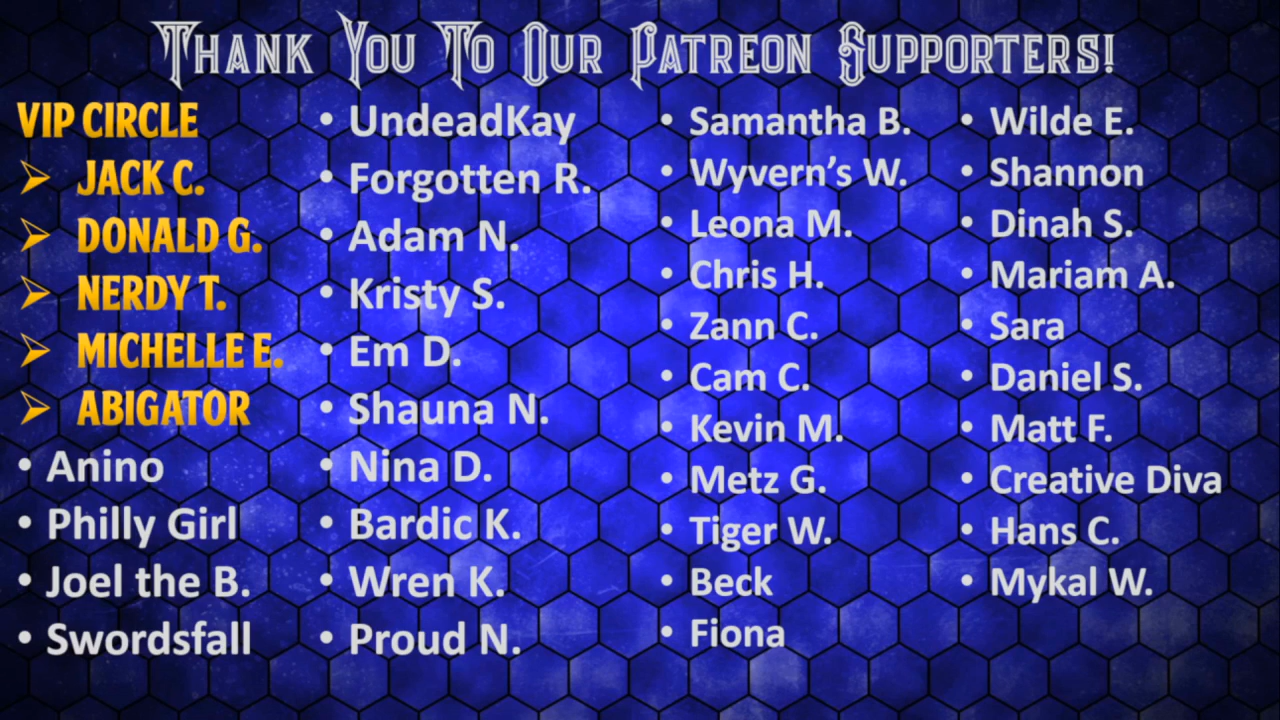 Thank You To Our Patreon Supporters!
VIP CIRCLE
➢ JACK C.
➢ DONALD G.
➢ NERDY T.
➢ MICHELLE E.
➢ ABIGATOR
• Anino
• Philly Girl
• Joel the B.
• Swordsfall
• UndeadKay
• Forgotten R.
• Adam N.
• Kristy S.
• Em D.
• Shauna N.
• Nina D.
• Bardic K.
• Wren K.
• Proud N.
• Samantha B.
• Wyvern’s W.
• Leona M.
• Chris H.
• Zann C.
• Cam C.
• Kevin M.
• Metz G.
• Tiger W.
• Beck
• Fiona
• Wilde E.
• Shannon
• Dinah S.
• Mariam A.
• Sara
• Daniel S.
• Matt F.
• Creative Diva
• Hans C.
• Mykal W.